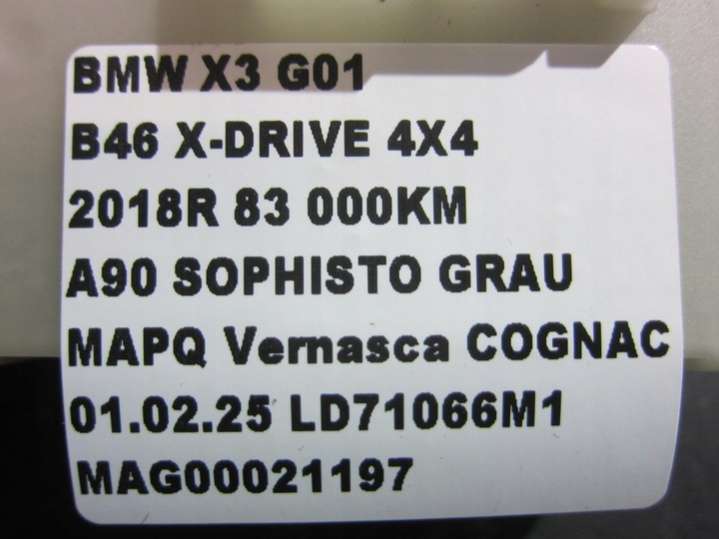 BMW X3 G01
B46 X-DRIVE 4X4
2018R 83 000KM
A90 SOPHISTO GRAU
MAPQ Vernasca COGNAC
01.02.25 LD71066M1
MAG00021197